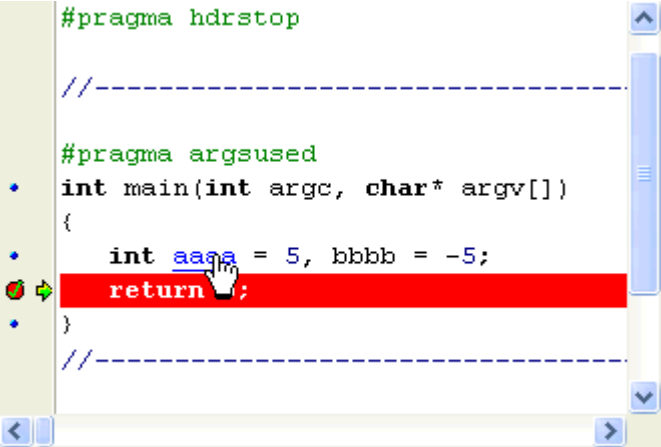 #pragma hdrstop
//----------------------------------
#pragma argsused
int main(int argc, char* argv[])
{
int aaaa = 5, bbbb = -5;
return ;
}
//----------------------------------